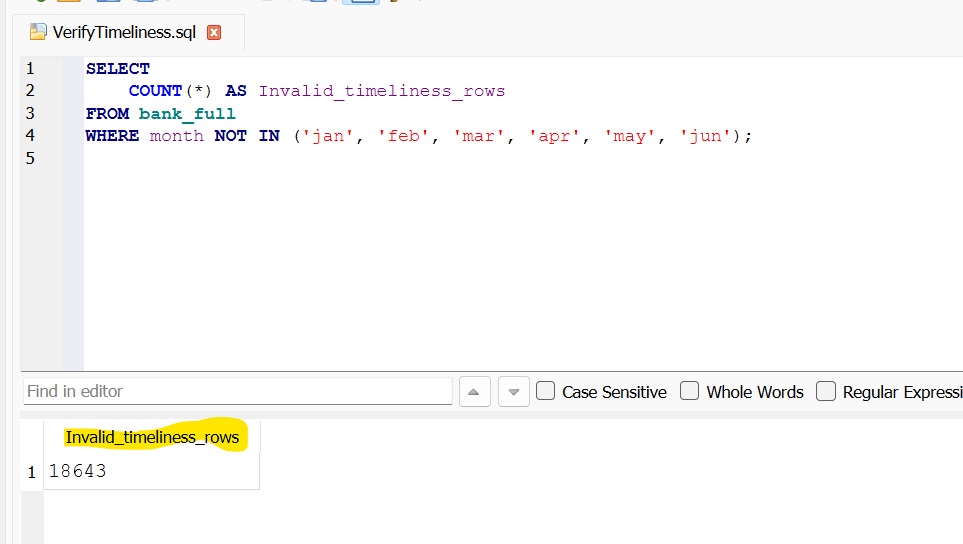 VerifyTimeliness.sql
1 SELECT
2 COUNT(*) AS Invalid_timeliness_rows
3 FROM bank_full
4 WHERE month NOT IN ('jan', 'feb', 'mar', 'apr', 'may', 'jun');
5
Find in editor Case Sensitive Whole Words Regular Expressi
Invalid_timeliness_rows
1 18643